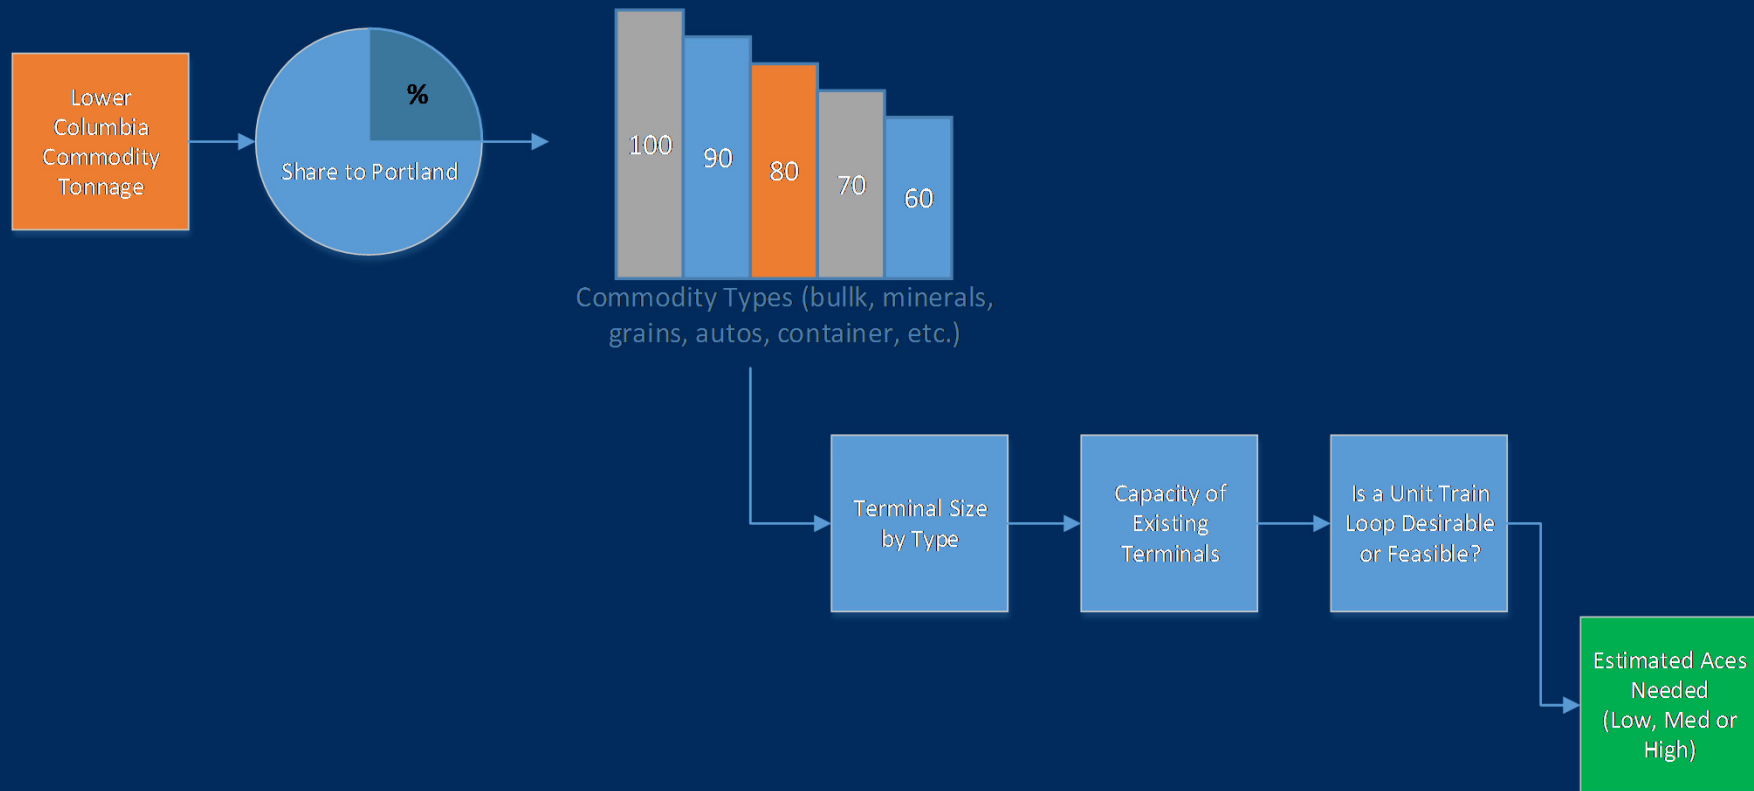 Lower
Columbia
Commodity
Tonnage
%
Share to Portland
100
90
80
70
60
Commodity Types (bullk, minerals,
grains, autos, container, etc.)
Terminal Size
by Type
Capacity of
Existing
Terminals
Is a Unit Train
Loop Desirable
or Feasible?
Estimated Aces
Needed
(Low, Med or
High)